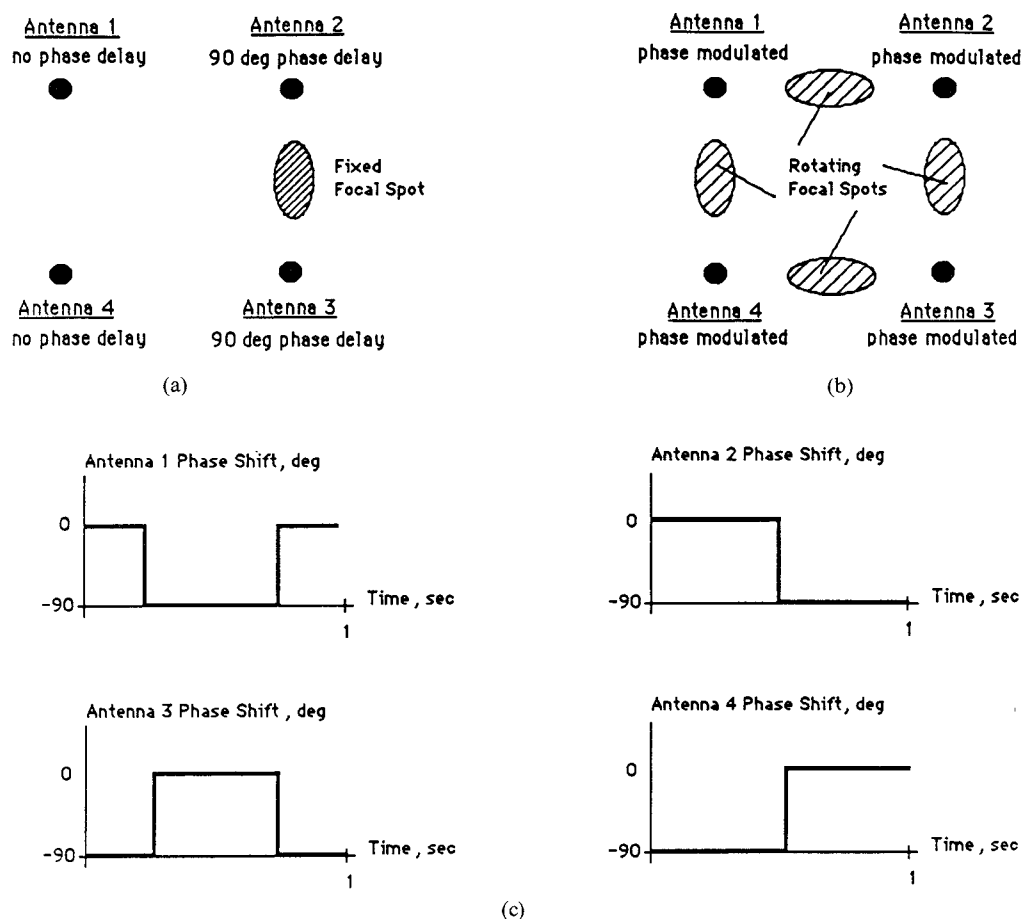 Antenna 1
no phase delay
Antenna 2
90 deg phase delay
Fixed
Focal Spot
Antenna 4
no phase delay
Antenna 3
90 deg phase delay
(a)
Antenna 1
phase modulated
Antenna 2
phase modulated
Rotating
Focal Spots
Antenna 4
phase modulated
Antenna 3
phase modulated
(b)
Antenna 1 Phase Shift, deg
0
-90
Time, sec
1
Antenna 2 Phase Shift, deg
0
-90
Time, sec
1
Antenna 3 Phase Shift, deg
0
-90
Time, sec
1
Antenna 4 Phase Shift, deg
0
-90
Time, sec
1
(c)